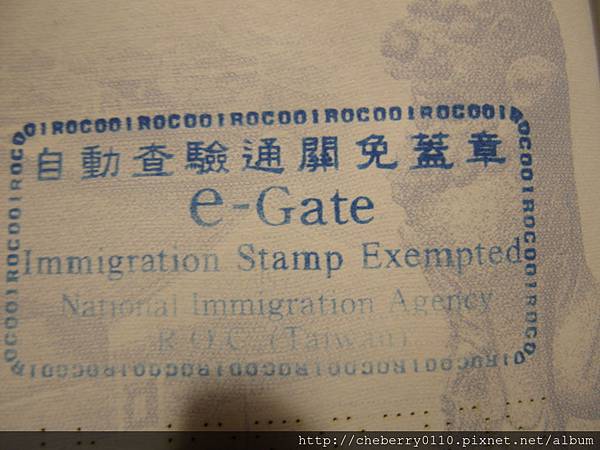 01ROC001ROC001ROC001ROC001ROC001ROC001
自動查驗通關免蓋章
e-Gate
Immigration Stamp Exempted
National Immigration Agency
R.O.C. (Taiwan)
http://cheberry0110.pixnet.net/album